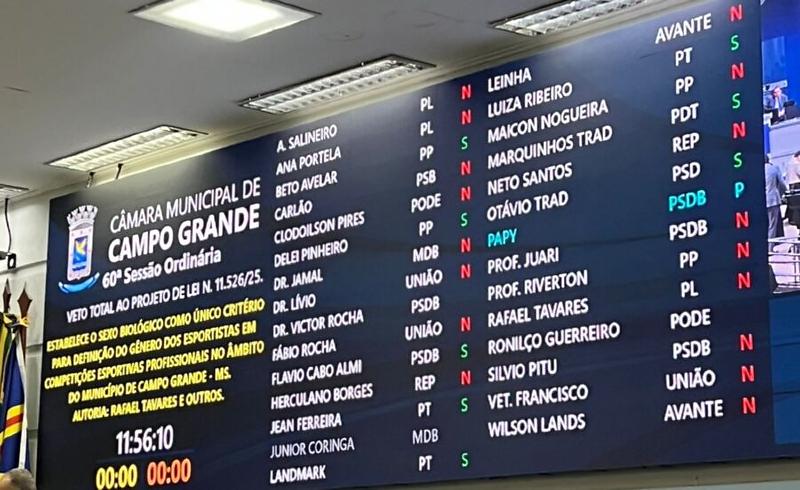 CÂMARA MUNICIPAL DE
CAMPO GRANDE
60ª Sessão Ordinária
VETO TOTAL AO PROJETO DE LEI N. 11.526/25.
ESTABELECE O SEXO BIOLÓGICO COMO ÚNICO CRITÉRIO
PARA DEFINIÇÃO DO GÊNERO DOS ESPORTISTAS EM
COMPETIÇÕES ESPORTIVAS PROFISSIONAIS NO ÂMBITO
DO MUNICÍPIO DE CAMPO GRANDE - MS.
AUTORIA: RAFAEL TAVARES E OUTROS.
11:56:10
00:00 00:00
A. SALINEIRO PL N
ANA PORTELA PL N
BETO AVELAR PP S
CARLÃO PSB N
CLODOILSON PIRES PODE N
DELEI PINHEIRO PP S
DR. JAMAL MDB N
DR. LÍVIO UNIÃO N
DR. VICTOR ROCHA PSDB
FÁBIO ROCHA UNIÃO N
FLAVIO CABO ALMI PSDB S
HERCULANO BORGES REP N
JEAN FERREIRA PT S
JUNIOR CORINGA MDB
LANDMARK PT S
LEINHA AVANTE N
LUIZA RIBEIRO PT S
MAICON NOGUEIRA PP N
MARQUINHOS TRAD PDT S
NETO SANTOS REP N
OTÁVIO TRAD PSD S
PAPY PSDB P
PROF. JUARI PSDB N
PROF. RIVERTON PP N
RAFAEL TAVARES PL N
RONILÇO GUERREIRO PODE
SILVIO PITU PSDB N
VET. FRANCISCO UNIÃO N
WILSON LANDS AVANTE N